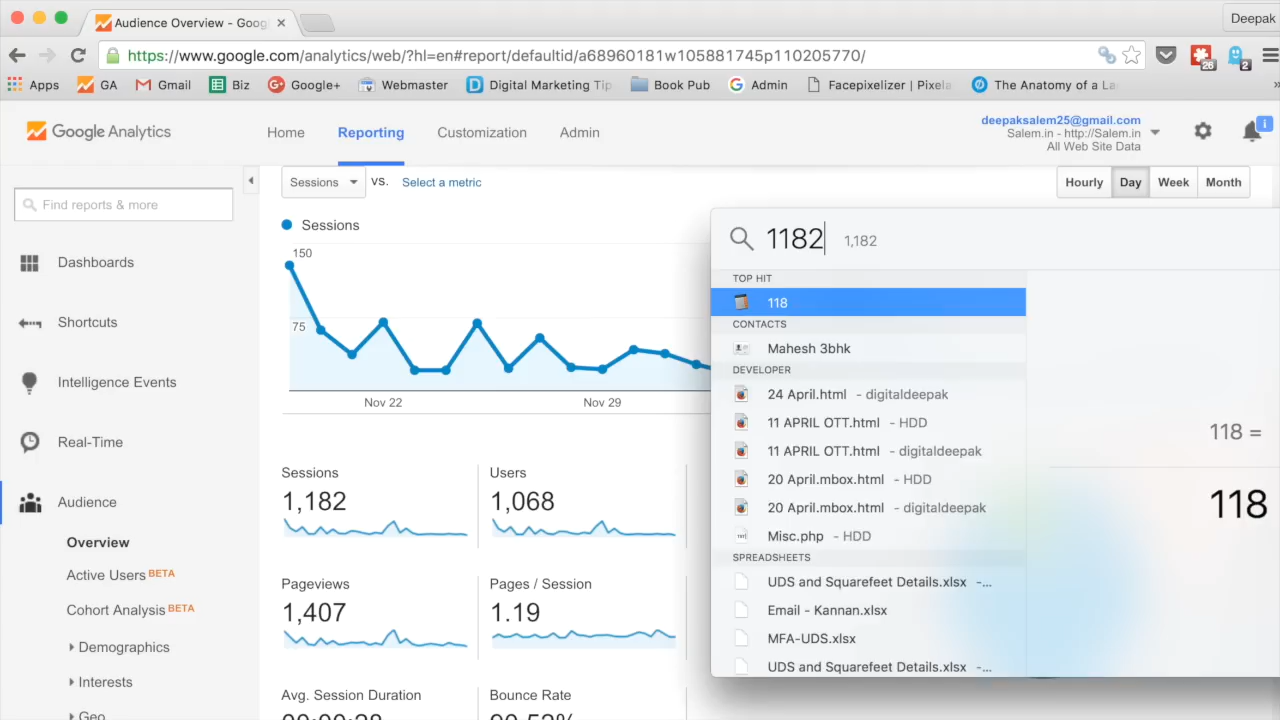 Audience Overview - Goog
Deepak
https://www.google.com/analytics/web/?hl=en#report/defaultid/a68960181w105881745p110205770/
26
2
Apps GA Gmail Biz Google+ Webmaster Digital Marketing Tip Book Pub Admin Facepixelizer | Pixela The Anatomy of a La
Google Analytics
Home Reporting Customization Admin
deepaksalem25@gmail.com
Salem.in - http://Salem.in
All Web Site Data
Find reports & more
Dashboards
Shortcuts
Intelligence Events
Real-Time
Audience
Overview
Active Users BETA
Cohort Analysis BETA
Demographics
Interests
Geo
Sessions VS. Select a metric
Hourly Day Week Month
Sessions
150
75
Nov 22 Nov 29
Sessions Users
1,182 1,068
Pageviews Pages / Session
1,407 1.19
Avg. Session Duration Bounce Rate
1182 1,182
TOP HIT
118
CONTACTS
Mahesh 3bhk
DEVELOPER
24 April.html - digitaldeepak
11 APRIL OTT.html - HDD
11 APRIL OTT.html - digitaldeepak
20 April.mbox.html - HDD
20 April.mbox.html - digitaldeepak
Misc.php - HDD
SPREADSHEETS
UDS and Squarefeet Details.xlsx -...
Email - Kannan.xlsx
MFA-UDS.xlsx
UDS and Squarefeet Details.xlsx -...
118 =
118